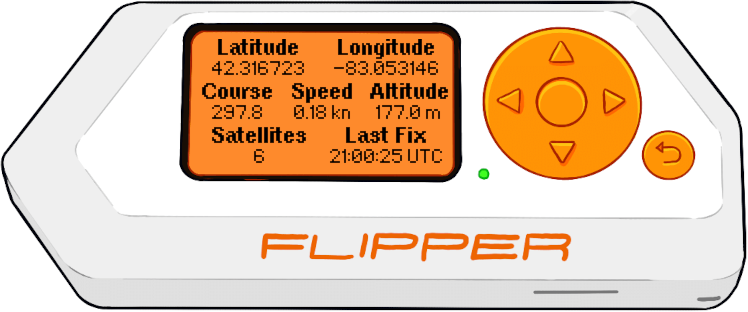 Latitude Longitude
42.316723 -83.053146
Course Speed Altitude
297.8 0.18 kn 177.0 m
Satellites Last Fix
6 21:00:25 UTC
FLIPPER